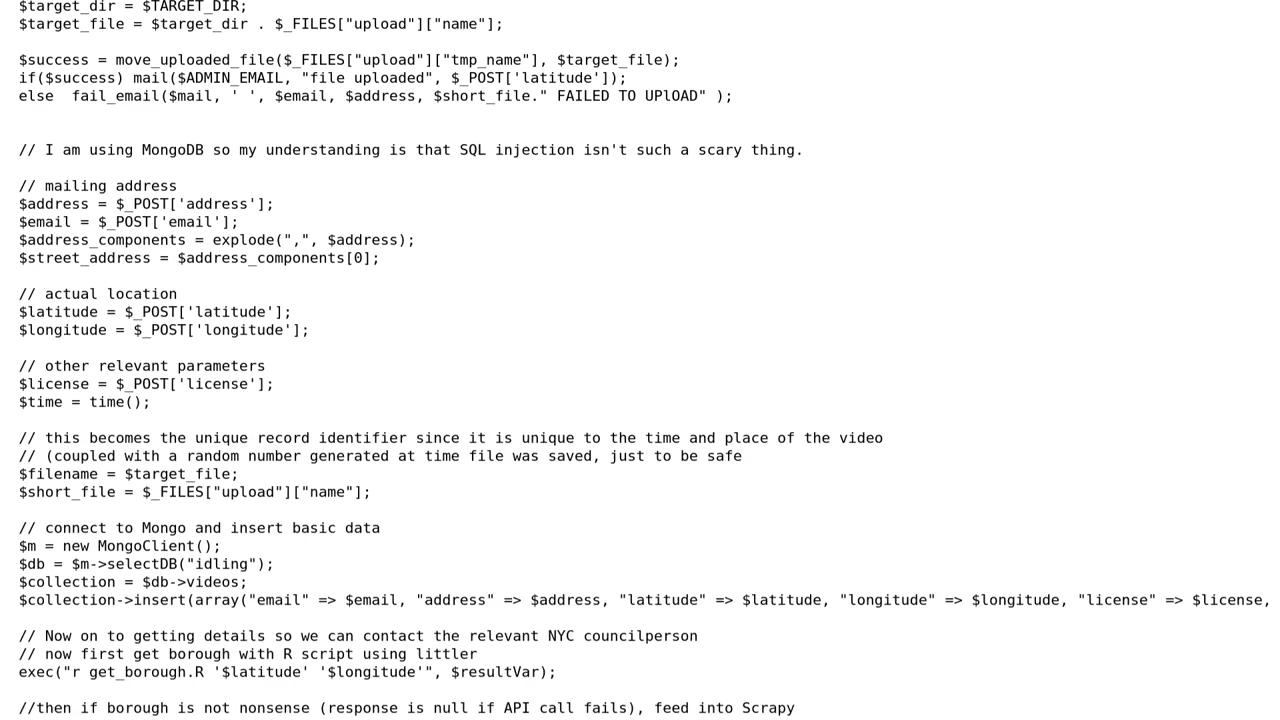 $target_dir = $TARGET_DIR;
$target_file = $target_dir . $_FILES["upload"]["name"];
$success = move_uploaded_file($_FILES["upload"]["tmp_name"], $target_file);
if($success) mail($ADMIN_EMAIL, "file uploaded", $_POST['latitude']);
else  fail_email($mail, ' ', $email, $address, $short_file." FAILED TO UPlOAD" );
// I am using MongoDB so my understanding is that SQL injection isn't such a scary thing.
// mailing address
$address = $_POST['address'];
$email = $_POST['email'];
$address_components = explode(",", $address);
$street_address = $address_components[0];
// actual location
$latitude = $_POST['latitude'];
$longitude = $_POST['longitude'];
// other relevant parameters
$license = $_POST['license'];
$time = time();
// this becomes the unique record identifier since it is unique to the time and place of the video
// (coupled with a random number generated at time file was saved, just to be safe
$filename = $target_file;
$short_file = $_FILES["upload"]["name"];
// connect to Mongo and insert basic data
$m = new MongoClient();
$db = $m->selectDB("idling");
$collection = $db->videos;
$collection->insert(array("email" => $email, "address" => $address, "latitude" => $latitude, "longitude" => $longitude, "license" => $license,
// Now on to getting details so we can contact the relevant NYC councilperson
// now first get borough with R script using littler
exec("r get_borough.R '$latitude' '$longitude'", $resultVar);
//then if borough is not nonsense (response is null if API call fails), feed into Scrapy